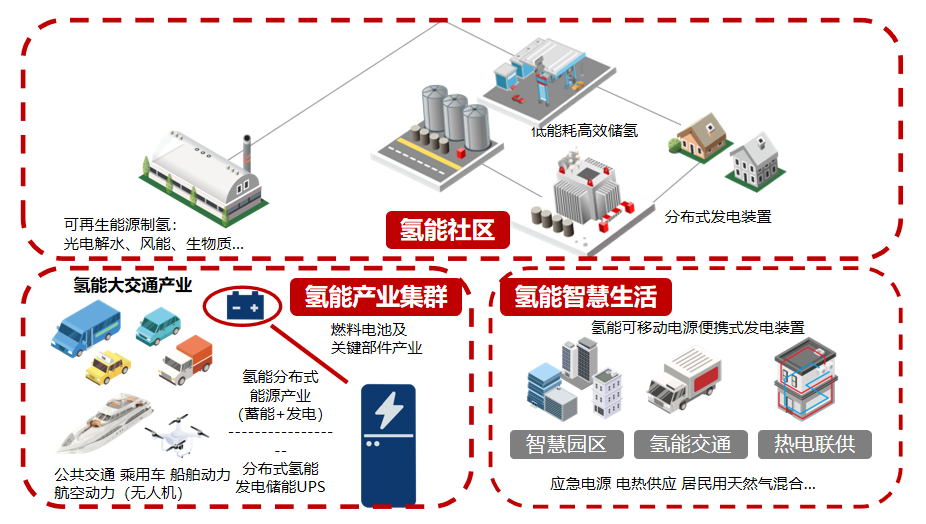 低能耗高效储氢
可再生能源制氢：
光电解水、风能、生物质...
氢能社区
分布式发电装置
氢能大交通产业
氢能产业集群
燃料电池及
关键部件产业
氢能分布式
能源产业
（蓄能+发电）
----------------
--
分布式氢能
发电储能UPS
公共交通 乘用车 船舶动力
航空动力（无人机）
氢能智慧生活
氢能可移动电源便携式发电装置
智慧园区
氢能交通
热电联供
应急电源 电热供应 居民用天然气混合...